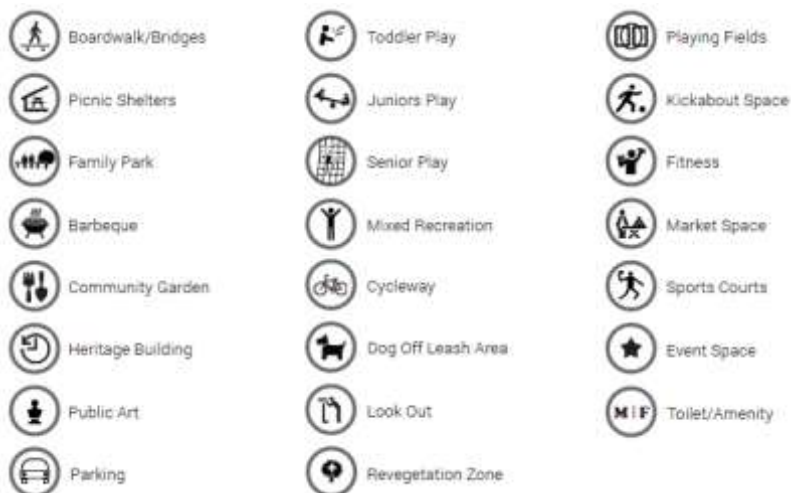 Boardwalk/Bridges
Picnic Shelters
Family Park
Barbeque
Community Garden
Heritage Building
Public Art
Parking
Toddler Play
Juniors Play
Senior Play
Mixed Recreation
Cycleway
Dog Off Leash Area
Look Out
Revegetation Zone
Playing Fields
Kickabout Space
Fitness
Market Space
Sports Courts
Event Space
M F Toilet/Amenity